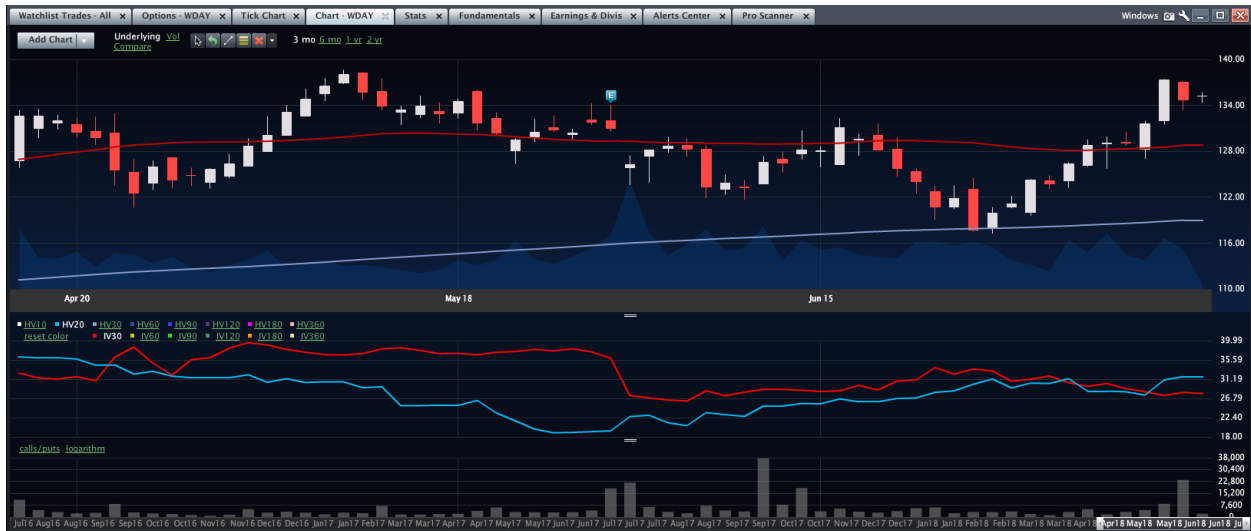 Watchlist Trades - All x Options - WDAY x Tick Chart x Chart - WDAY x Stats x Fundamentals x Earnings & Divis x Alerts Center x Pro Scanner x Windows
Add Chart Underlying Vol 3 mo 6 mo 1 yr 2 yr
Compare
140.00
E
134.00
128.00
122.00
116.00
110.00
Apr 20 May 18 Jun 15
HV10 HV20 HV30 HV60 HV90 HV120 HV180 HV360
reset color IV30 IV60 IV90 IV120 IV180 IV360
39.99
35.59
31.19
26.79
22.40
18.00
calls/puts logarithm
38,000
30,400
22,800
15,200
7,600
0
Jul16 Aug16 Aug16 Sep16 Sep16 Oct16 Oct16 Nov16 Nov16 Dec16 Dec16 Jan17 Jan17 Feb17 Mar17 Mar17 Apr17 Apr17 May17 May17 Jun17 Jun17 Jul17 Jul17 Jul17 Aug17 Aug17 Sep17 Sep17 Oct17 Oct17 Nov17 Dec17 Dec17 Jan18 Jan18 Feb18 Feb18 Mar18 Mar18 Apr18 Apr18 May18 May18 Jun18 Jun18